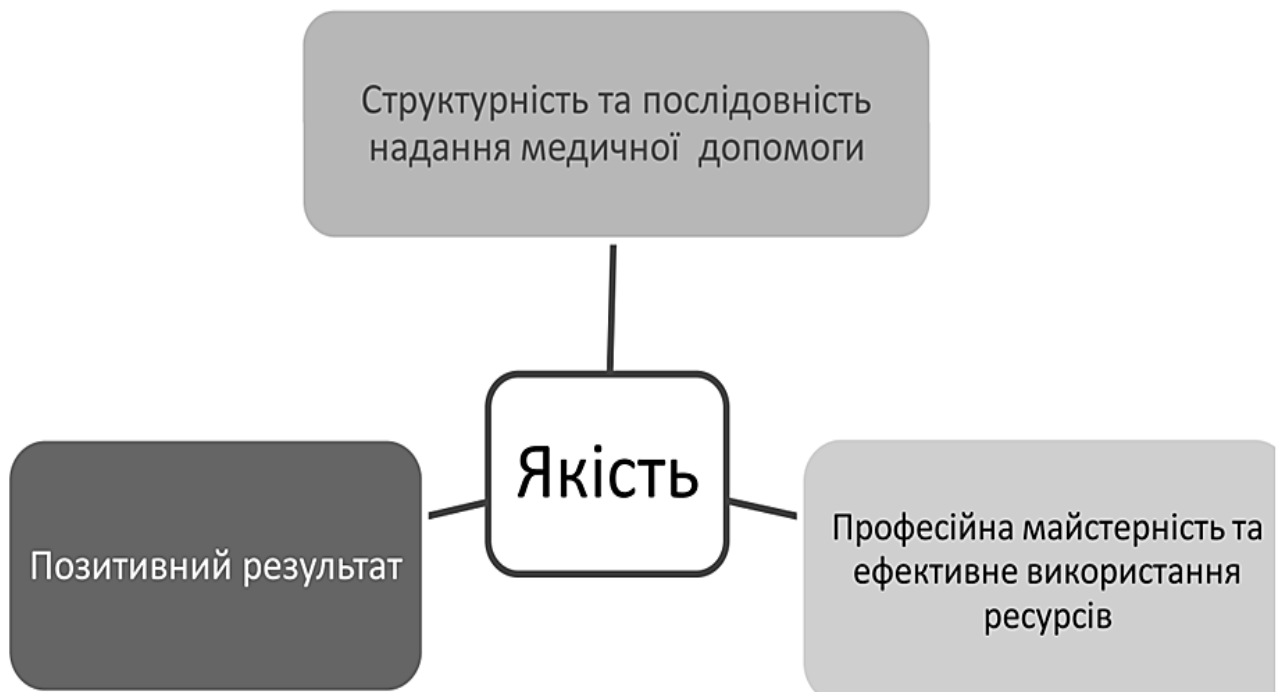 Структурність та послідовність
надання медичної допомоги
Якість
Позитивний результат
Професійна майстерність та
ефективне використання
ресурсів